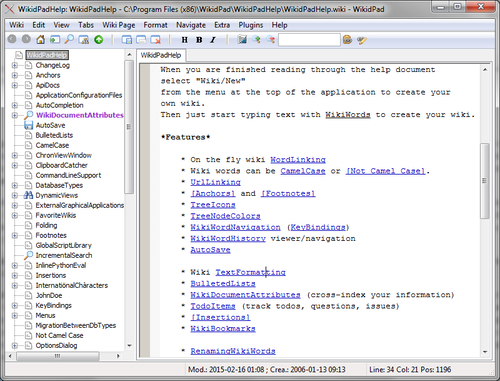 WikidPadHelp: WikidPadHelp - C:\Program Files (x86)\WikidPad\WikidPadHelp\WikidPadHelp.wiki - WikidPad
Wiki View Tabs Wiki Page Format Navigate Extra Plugins Help
H B I
WikidPadHelp
ChangeLog
Anchors
ApiDocs
ApplicationConfigurationFiles
AutoCompletion
WikiDocumentAttributes
AutoSave
BulletedLists
CamelCase
ChronViewWindow
ClipboardCatcher
CommandLineSupport
DatabaseTypes
DynamicViews
ExternalGraphicalApplications
FavoriteWikis
Folding
Footnotes
GlobalScriptLibrary
IncrementalSearch
InlinePythonEval
Insertions
InternationalCharacters
JohnDoe
KeyBindings
Menus
MigrationBetweenDbTypes
Not Camel Case
OptionsDialog
WikidPadHelp
When you are finished reading through the help document
select "Wiki/New"
from the menu at the top of the application to create your
own wiki.
Then just start typing text with WikiWords to create your wiki.
*Features*
* On the fly wiki WordLinking
* Wiki words can be CamelCase or [Not Camel Case].
* UrlLinking
* [Anchors] and [Footnotes]
* TreeIcons
* TreeNodeColors
* WikiWordNavigation (KeyBindings)
* WikiWordHistory viewer/navigation
* AutoSave
* Wiki TextFormatting
* BulletedLists
* WikiDocumentAttributes (cross-index your information)
* TodoItems (track todos, questions, issues)
* [Insertions]
* WikiBookmarks
* RenamingWikiWords
Mod.: 2015-02-16 01:08 ; Crea.: 2006-01-13 09:13
Line: 34 Col: 21 Pos: 1196